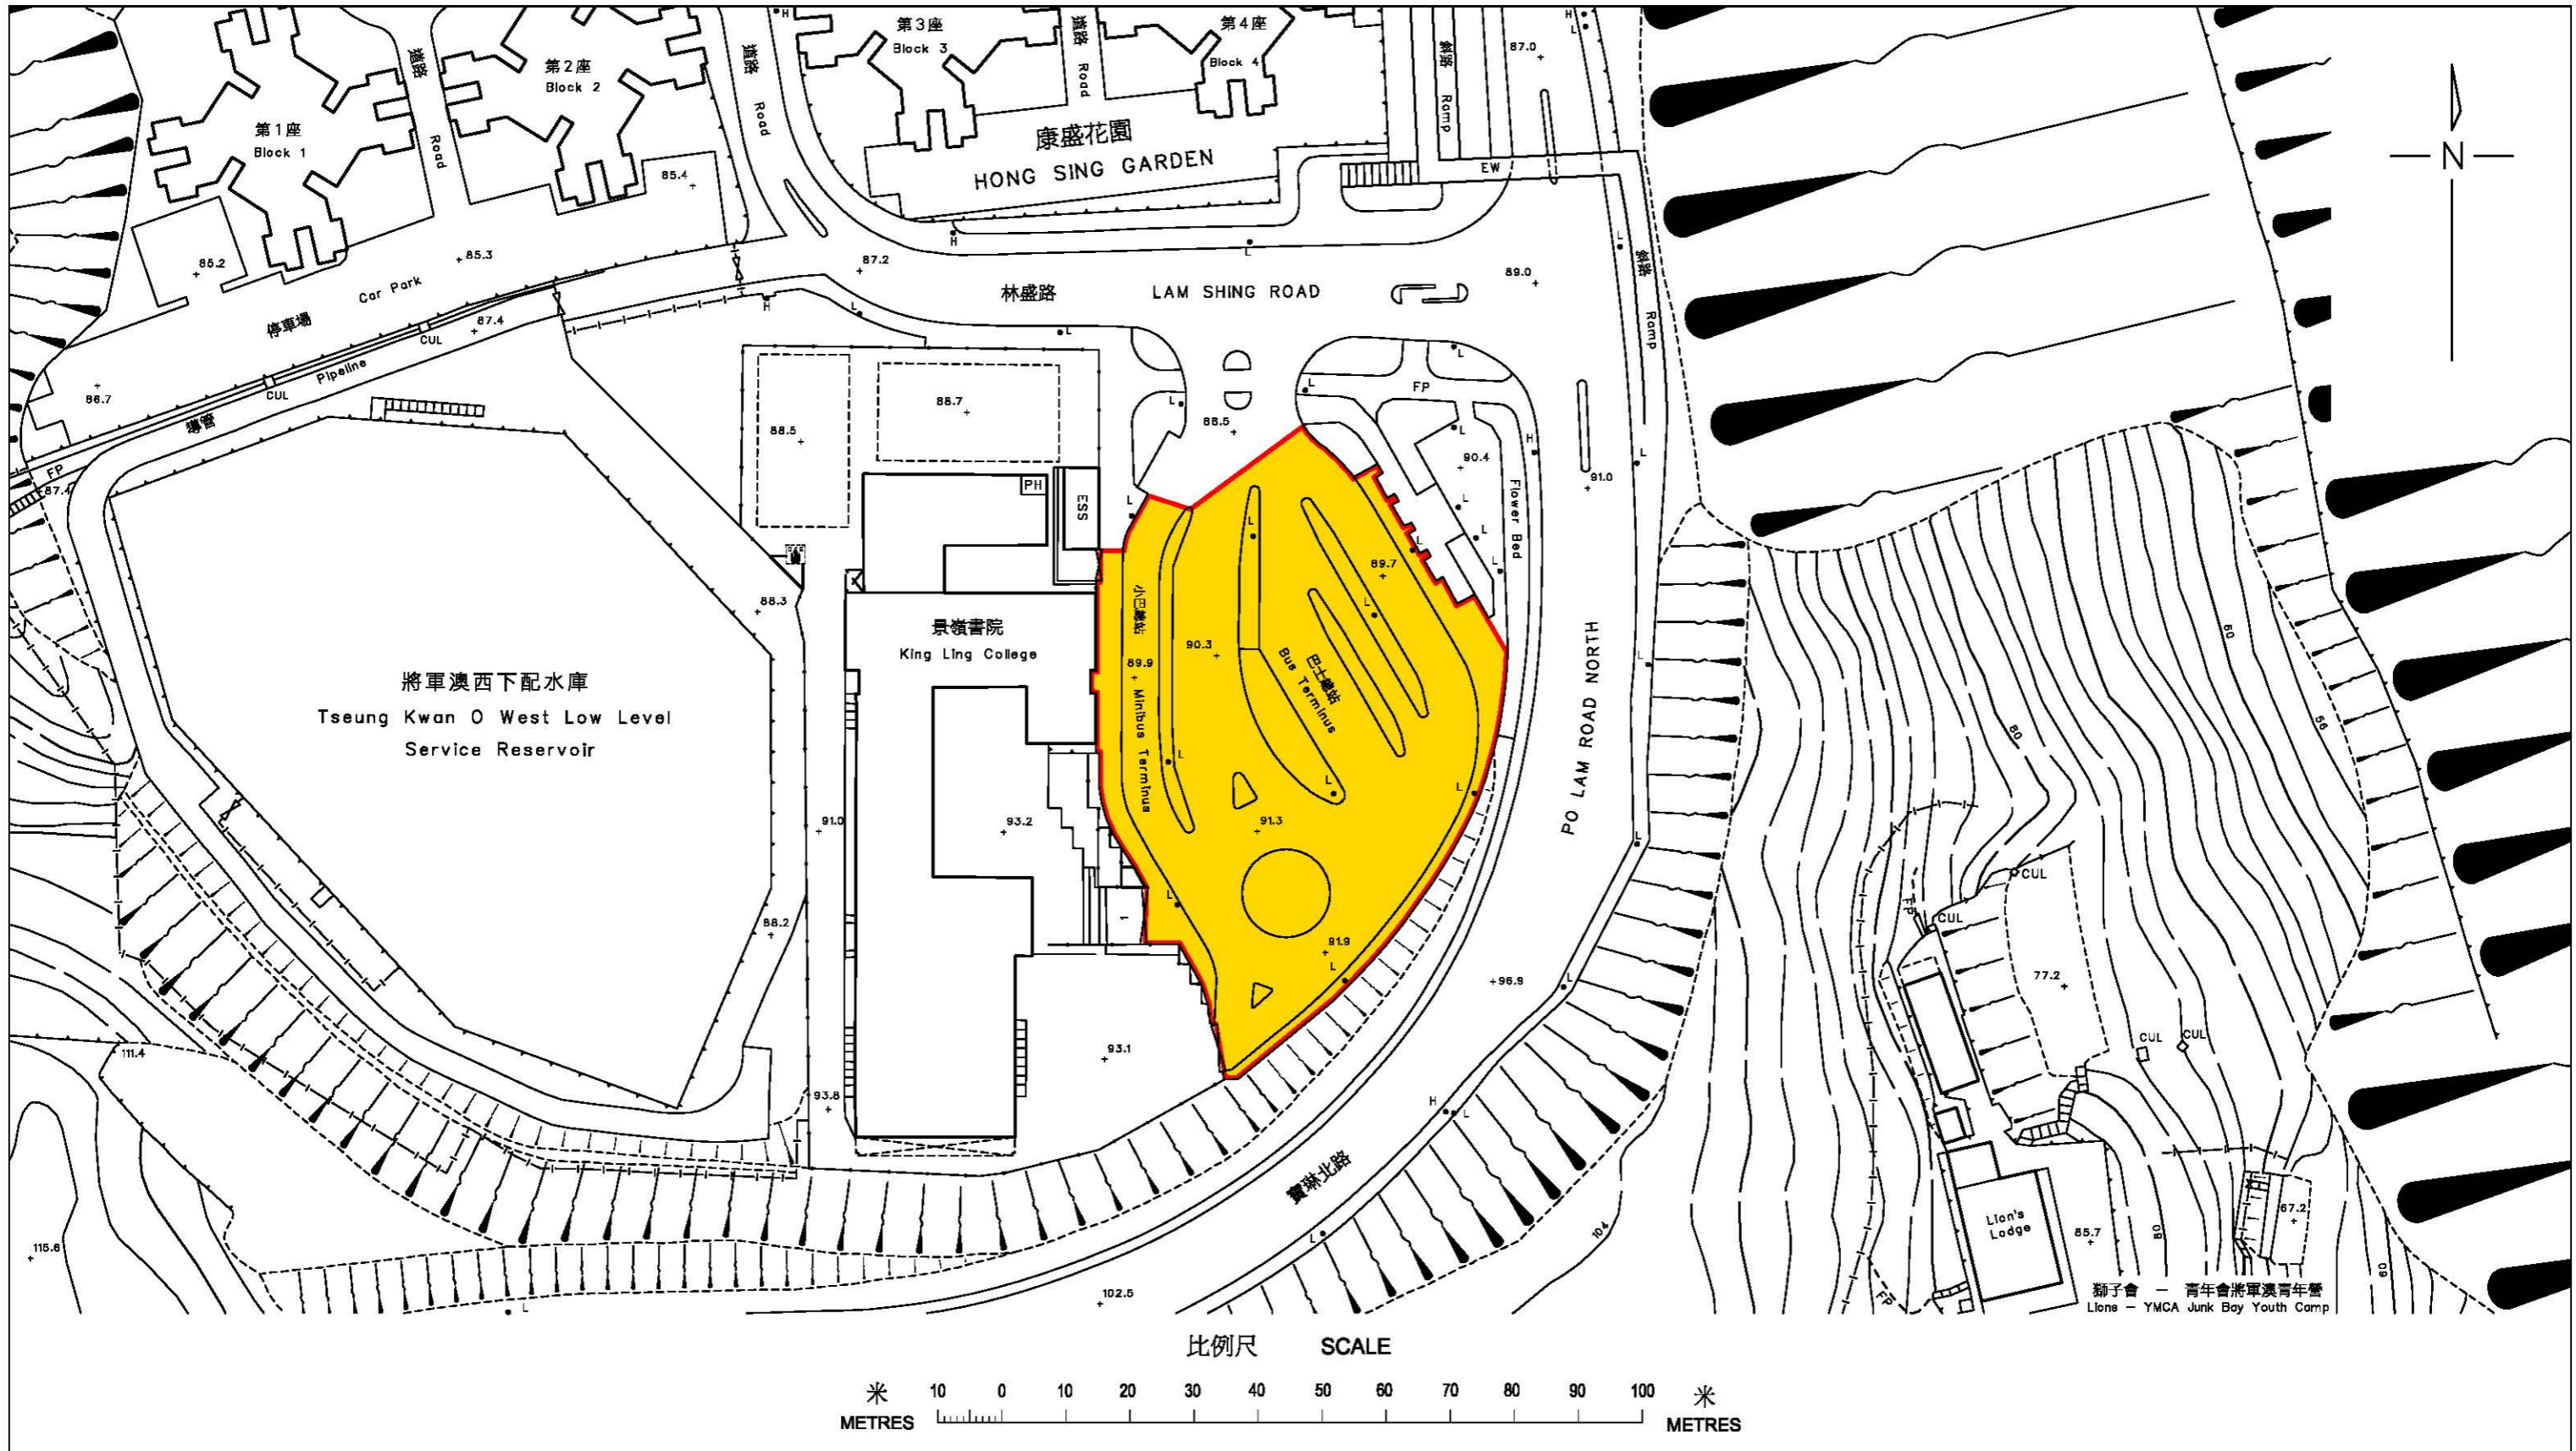 第1座
Block 1
道路
Road
第2座
Block 2
道路
Road
第3座
Block 3
道路
Road
第4座
Block 4
斜路
Ramp
H
L
87.0
康盛花園
HONG SING GARDEN
EW
85.4
85.2
85.3
停車場
Car Park
H
H
L
87.2
林盛路
LAM SHING ROAD
89.0
L
斜路
Ramp
87.4
CUL
CUL
導管
Pipeline
86.7
FP
87.4
H
L
L
88.5
88.7
L
88.5
L
FP
L
L
90.4
H
Flower Bed
91.0
L
L
L
L
PH
ESS
L
L
L
89.7
L
88.3
景嶺書院
King Ling College
小巴總站
Minibus Terminus
89.9
90.3
巴士總站
Bus Terminus
PO LAM ROAD NORTH
L
將軍澳西下配水庫
Tseung Kwan O West Low Level
Service Reservoir
L
L
L
91.0
93.2
91.3
L
88.2
1
L
91.9
L
96.9
L
93.1
93.8
111.4
115.6
H
L
寶琳北路
L
102.5
L
104
60
80
56
CUL
CUL
FP
77.2
CUL
CUL
Lion's
Lodge
85.7
80
67.2
60
FP
獅子會 － 青年會將軍澳青年營
Lions – YMCA Junk Bay Youth Camp
N
比例尺 SCALE
米 10 0 10 20 30 40 50 60 70 80 90 100 米
METRES METRES